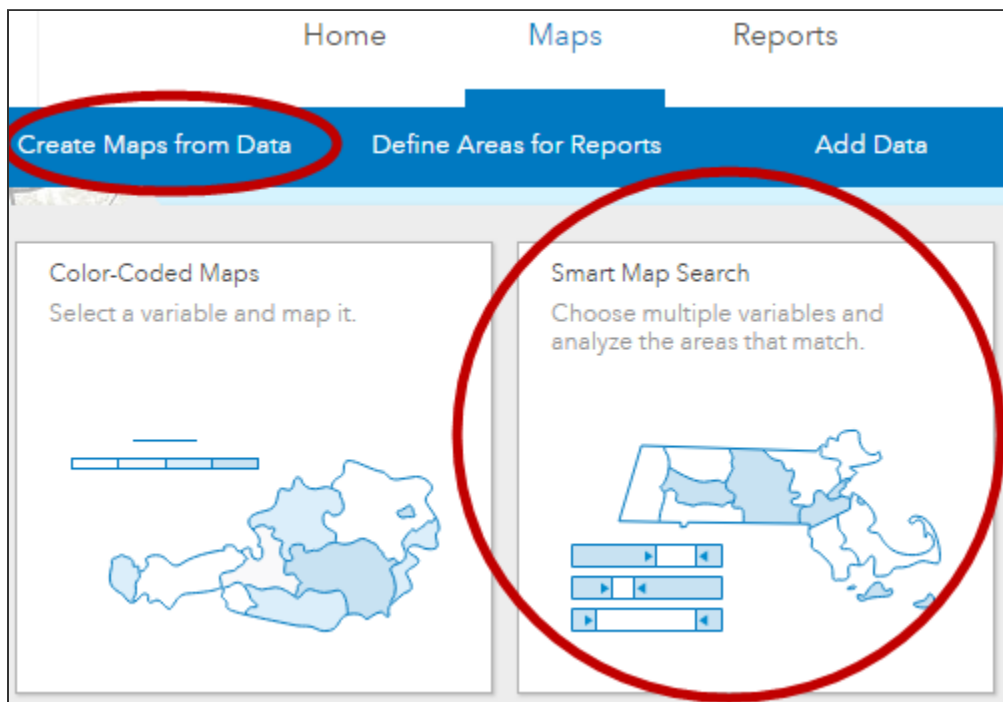 Home Maps Reports
Create Maps from Data Define Areas for Reports Add Data
Color-Coded Maps
Select a variable and map it.
Smart Map Search
Choose multiple variables and
analyze the areas that match.